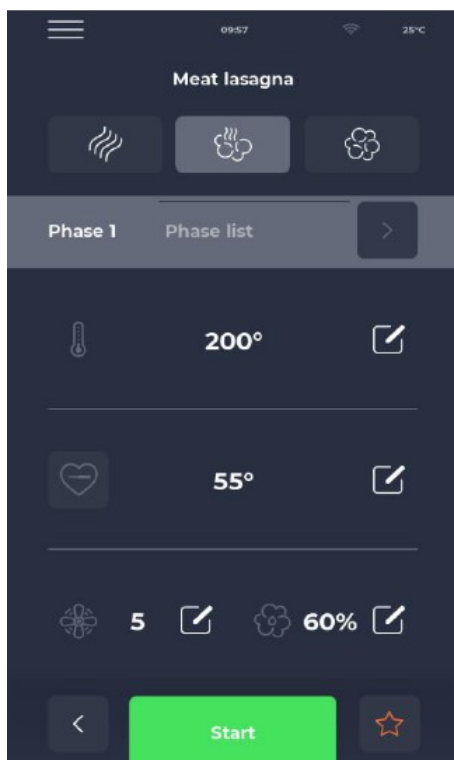 09:57 25°C
Meat lasagna
Phase 1 Phase list
200°
55°
5 60%
Start